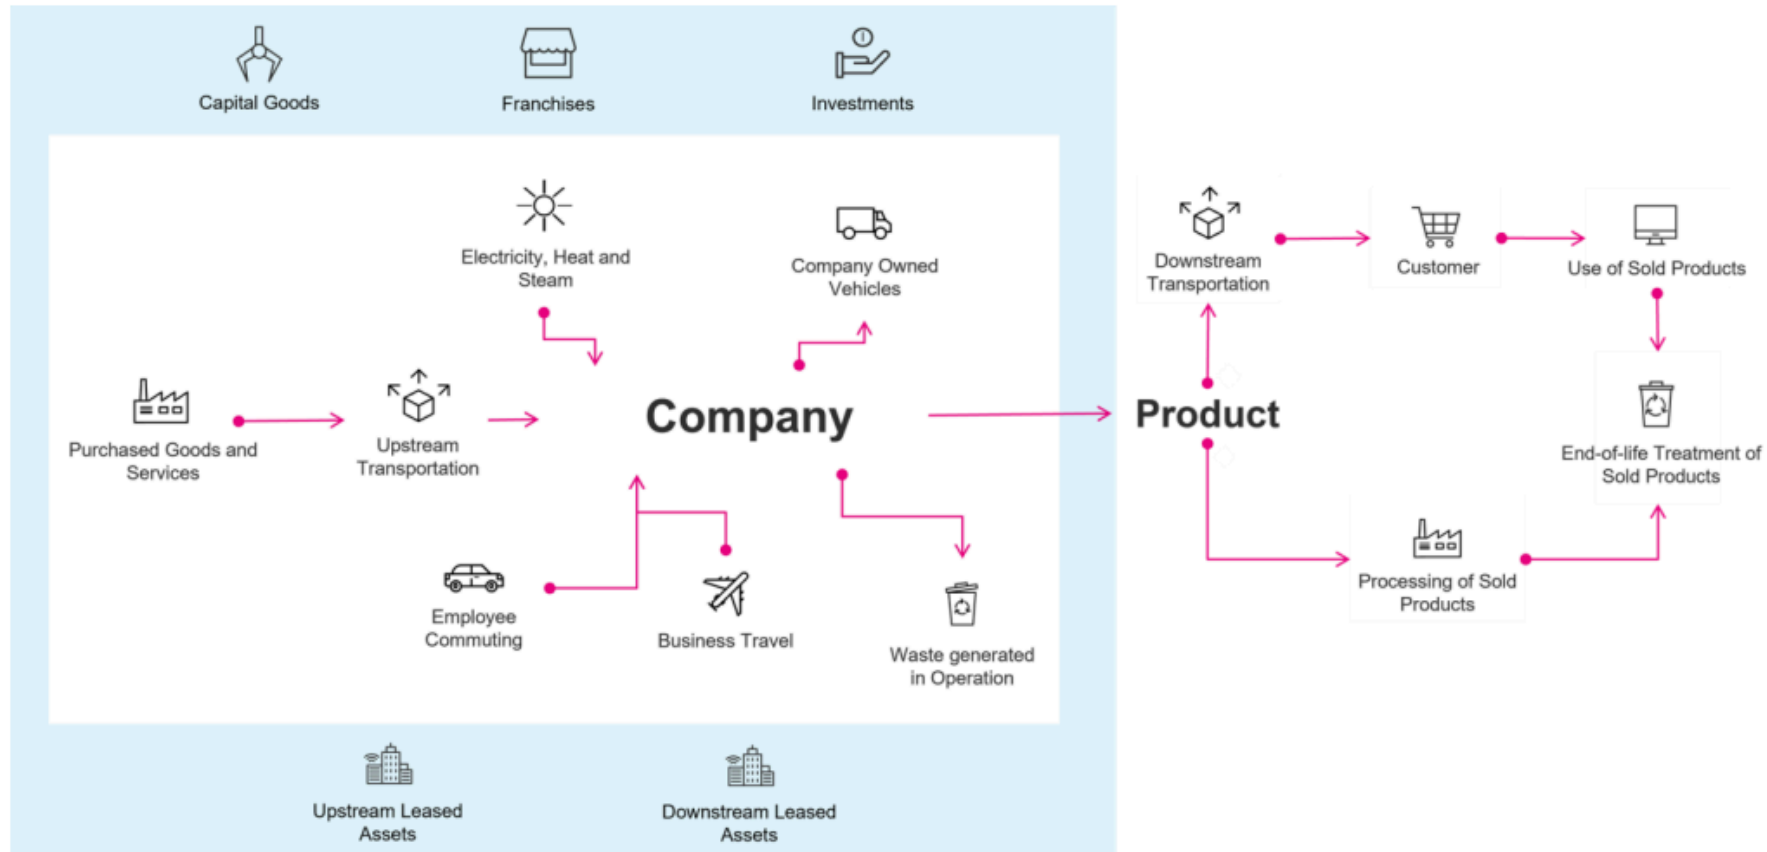 Capital Goods
Franchises
Investments
Electricity, Heat and
Steam
Company Owned
Vehicles
Purchased Goods and
Services
Upstream
Transportation
Company
Employee
Commuting
Business Travel
Waste generated
in Operation
Upstream Leased
Assets
Downstream Leased
Assets
Downstream
Transportation
Customer
Use of Sold Products
Product
End-of-life Treatment of
Sold Products
Processing of Sold
Products